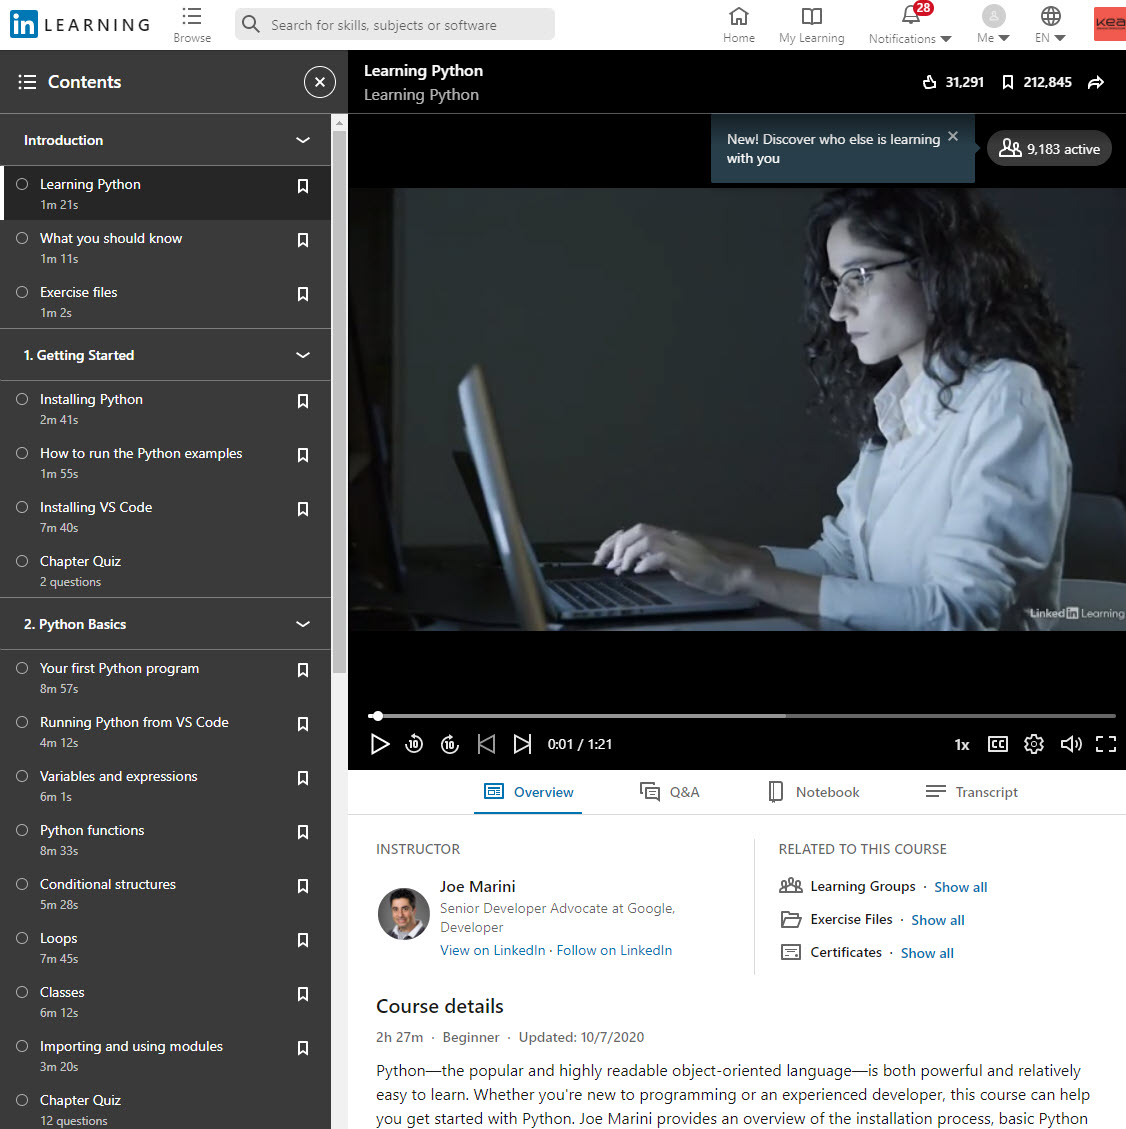 in LEARNING
Browse
Search for skills, subjects or software
Home
My Learning
28
Notifications
Me
EN
kea
Contents
Introduction
Learning Python
1m 21s
What you should know
1m 11s
Exercise files
1m 2s
1. Getting Started
Installing Python
2m 41s
How to run the Python examples
1m 55s
Installing VS Code
7m 40s
Chapter Quiz
2 questions
2. Python Basics
Your first Python program
8m 57s
Running Python from VS Code
4m 12s
Variables and expressions
6m 1s
Python functions
8m 33s
Conditional structures
5m 28s
Loops
7m 45s
Classes
6m 12s
Importing and using modules
3m 20s
Chapter Quiz
12 questions
Learning Python
Learning Python
31,291
212,845
New! Discover who else is learning
with you
9,183 active
Linked in Learning
10
10
0:01 / 1:21
1x
CC
Overview
Q&A
Notebook
Transcript
INSTRUCTOR
Joe Marini
Senior Developer Advocate at Google,
Developer
View on LinkedIn · Follow on LinkedIn
RELATED TO THIS COURSE
Learning Groups · Show all
Exercise Files · Show all
Certificates · Show all
Course details
2h 27m · Beginner · Updated: 10/7/2020
Python—the popular and highly readable object-oriented language—is both powerful and relatively
easy to learn. Whether you're new to programming or an experienced developer, this course can help
you get started with Python. Joe Marini provides an overview of the installation process, basic Python